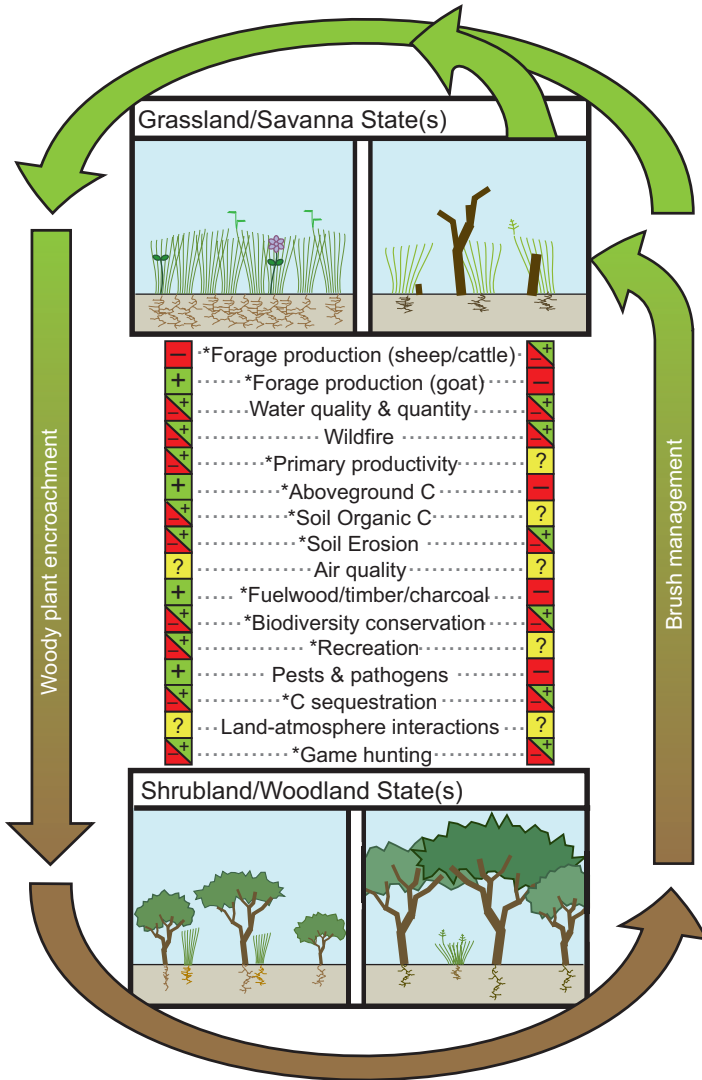 Grassland/Savanna State(s)
− *Forage production (sheep/cattle) − +
+ *Forage production (goat) −
− + Water quality & quantity − +
− + Wildfire − +
− + *Primary productivity ?
+ *Aboveground C −
− + *Soil Organic C ?
− + *Soil Erosion − +
? Air quality ?
+ *Fuelwood/timber/charcoal −
− + *Biodiversity conservation − +
− + *Recreation ?
+ Pests & pathogens −
− + *C sequestration − +
? Land-atmosphere interactions ?
− + *Game hunting − +
Shrubland/Woodland State(s)
Woody plant encroachment
Brush management